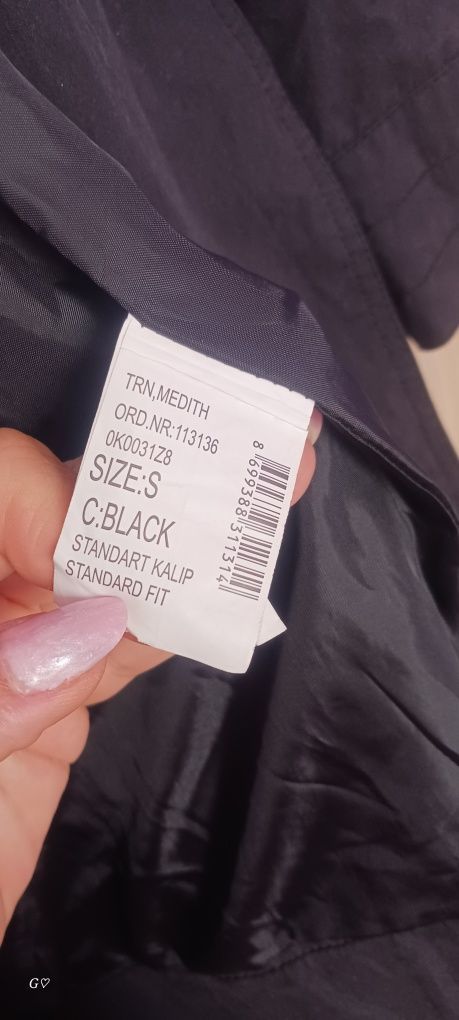 TRN,MEDITH
ORD.NR:113136
0K0031Z8
SIZE:S
C:BLACK
STANDART KALIP
STANDARD FIT
8 699388 311314
G♡